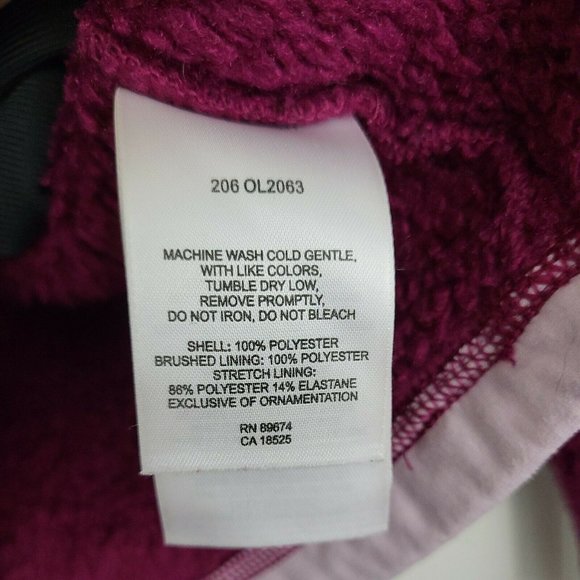 206 OL2063
MACHINE WASH COLD GENTLE,
WITH LIKE COLORS,
TUMBLE DRY LOW,
REMOVE PROMPTLY,
DO NOT IRON, DO NOT BLEACH
SHELL: 100% POLYESTER
BRUSHED LINING: 100% POLYESTER
STRETCH LINING:
86% POLYESTER 14% ELASTANE
EXCLUSIVE OF ORNAMENTATION
RN 89674
CA 18525